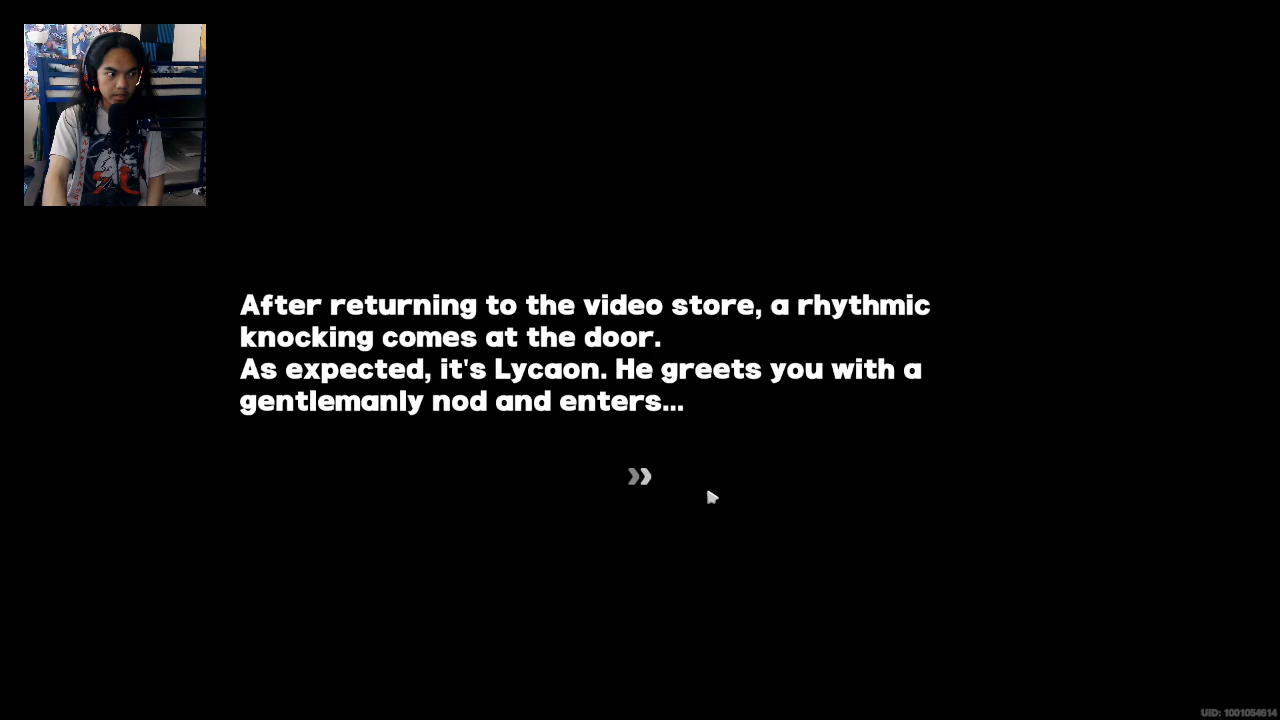 After returning to the video store, a rhythmic
knocking comes at the door.
As expected, it's Lycaon. He greets you with a
gentlemanly nod and enters...
UID: 1001054614